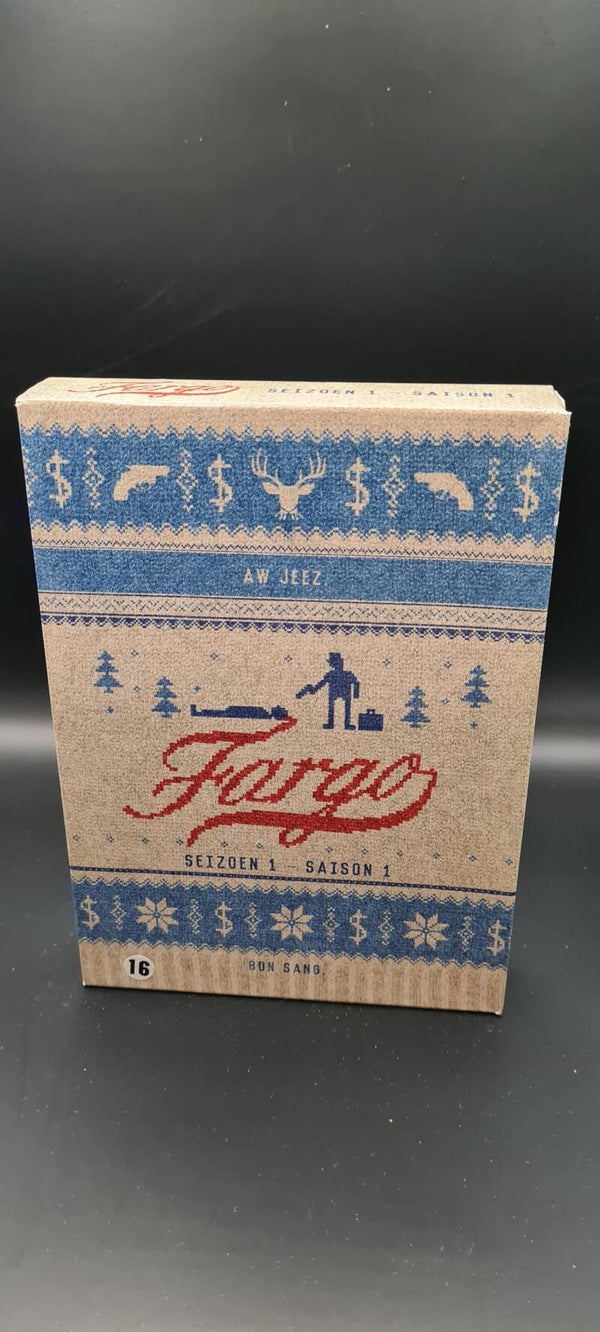 Fargo SEIZOEN 1 - SAISON 1
AW JEEZ.
Fargo
SEIZOEN 1 – SAISON 1
16
BON SANG.